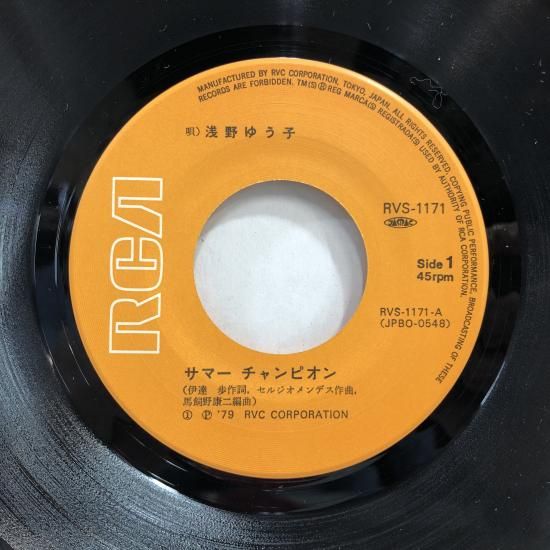 MANUFACTURED BY RVC CORPORATION, TOKYO, JAPAN. ALL RIGHTS RESERVED. COPYING PUBLIC PERFORMANCE, BROADCASTING OF THESE
RECORDS ARE FORBIDDEN. TM(S) ® REG MARCA(S) REGISTRADA(S) USED BY AUTHORITY OF RCA CORPORATION.
唄) 浅野ゆう子
RCA
RVS-1171
JASRAC
Side 1
45rpm
RVS-1171-A
(JPBO-0548)
サマー チャンピオン
(伊達 歩作詞, セルジオメンデス作曲,
馬飼野康二編曲)
① ℗ '79 RVC CORPORATION